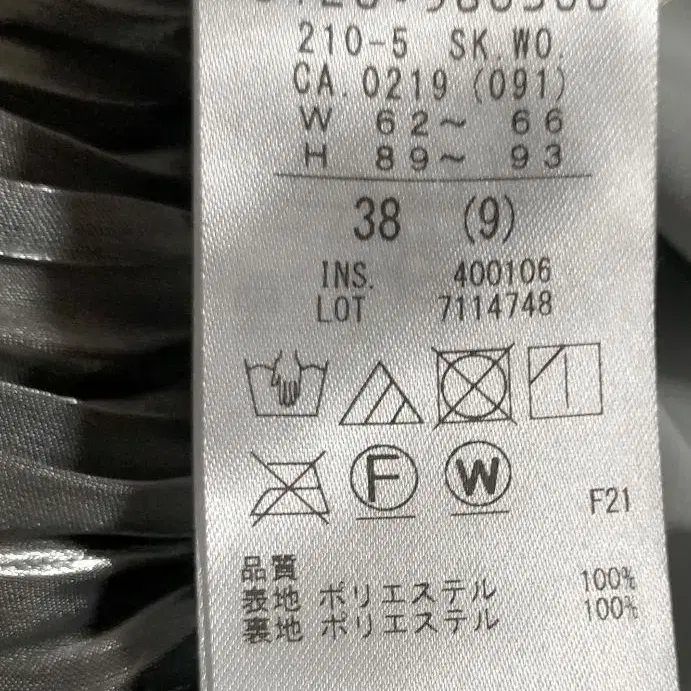 210-5 SK.WO.
CA.0219 (091)
W 62～ 66
H 89～ 93
38 (9)
INS. 400106
LOT 7114748
F W
F21
品質
表地 ポリエステル 100%
裏地 ポリエステル 100%